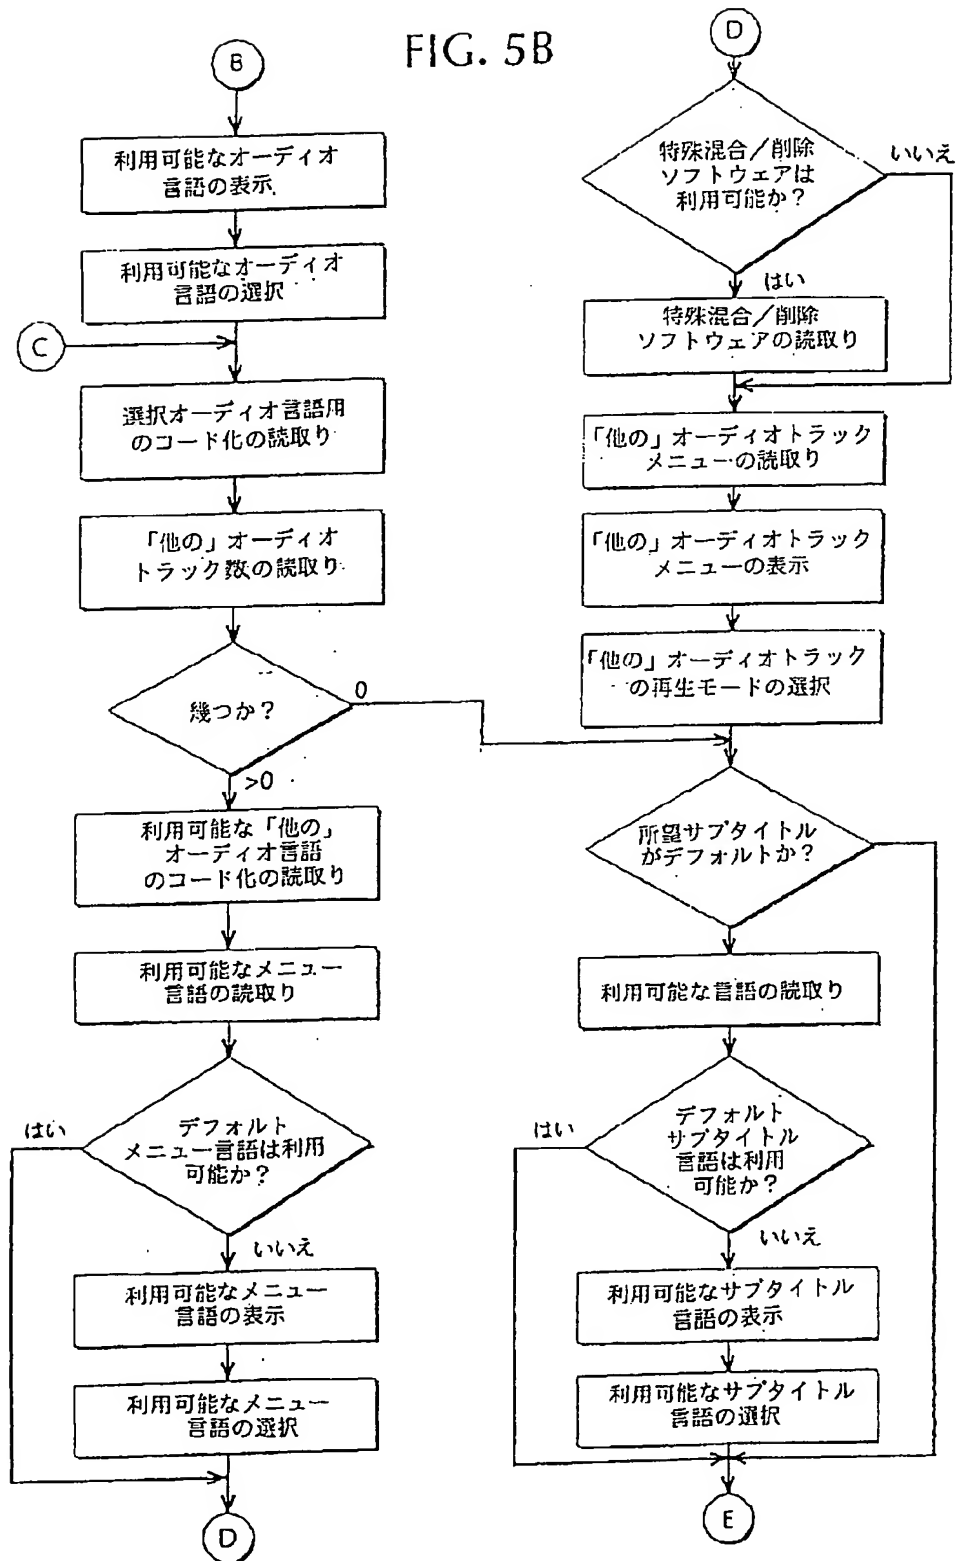 FIG. 5B
B
利用可能なオーディオ
言語の表示
利用可能なオーディオ
言語の選択
C
選択オーディオ言語用
のコード化の読取り
「他の」オーディオ
トラック数の読取り
幾つか？
0
>0
利用可能な「他の」
オーディオ言語
のコード化の読取り
利用可能なメニュー
言語の読取り
デフォルト
メニュー言語は利用
可能か？
はい
いいえ
利用可能なメニュー
言語の表示
利用可能なメニュー
言語の選択
D
D
特殊混合／削除
ソフトウェアは
利用可能か？
いいえ
はい
特殊混合／削除
ソフトウェアの読取り
「他の」オーディオトラック
メニューの読取り
「他の」オーディオトラック
メニューの表示
「他の」オーディオトラック
の再生モードの選択
所望サブタイトル
がデフォルトか？
利用可能な言語の読取り
デフォルト
サブタイトル
言語は利用
可能か？
はい
いいえ
利用可能なサブタイトル
言語の表示
利用可能なサブタイトル
言語の選択
E